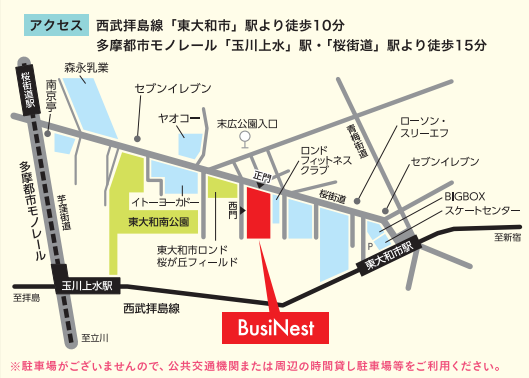 アクセス
西武拝島線「東大和市」駅より徒歩10分
多摩都市モノレール「玉川上水」駅・「桜街道」駅より徒歩15分
森永乳業
桜街道駅
南京亭
セブンイレブン
ヤオコー
末広公園入口
青梅街道
ローソン・
スリーエフ
ロンド
フィットネス
クラブ
セブンイレブン
正門
桜街道
多摩都市モノレール
芋窪街道
イトーヨーカドー
西門
BIGBOX
スケートセンター
東大和南公園
P
至新宿
東大和市ロンド
桜が丘フィールド
東大和市駅
玉川上水駅
至拝島
西武拝島線
BusiNest
至立川
※駐車場がございませんので、公共交通機関または周辺の時間貸し駐車場等をご利用ください。